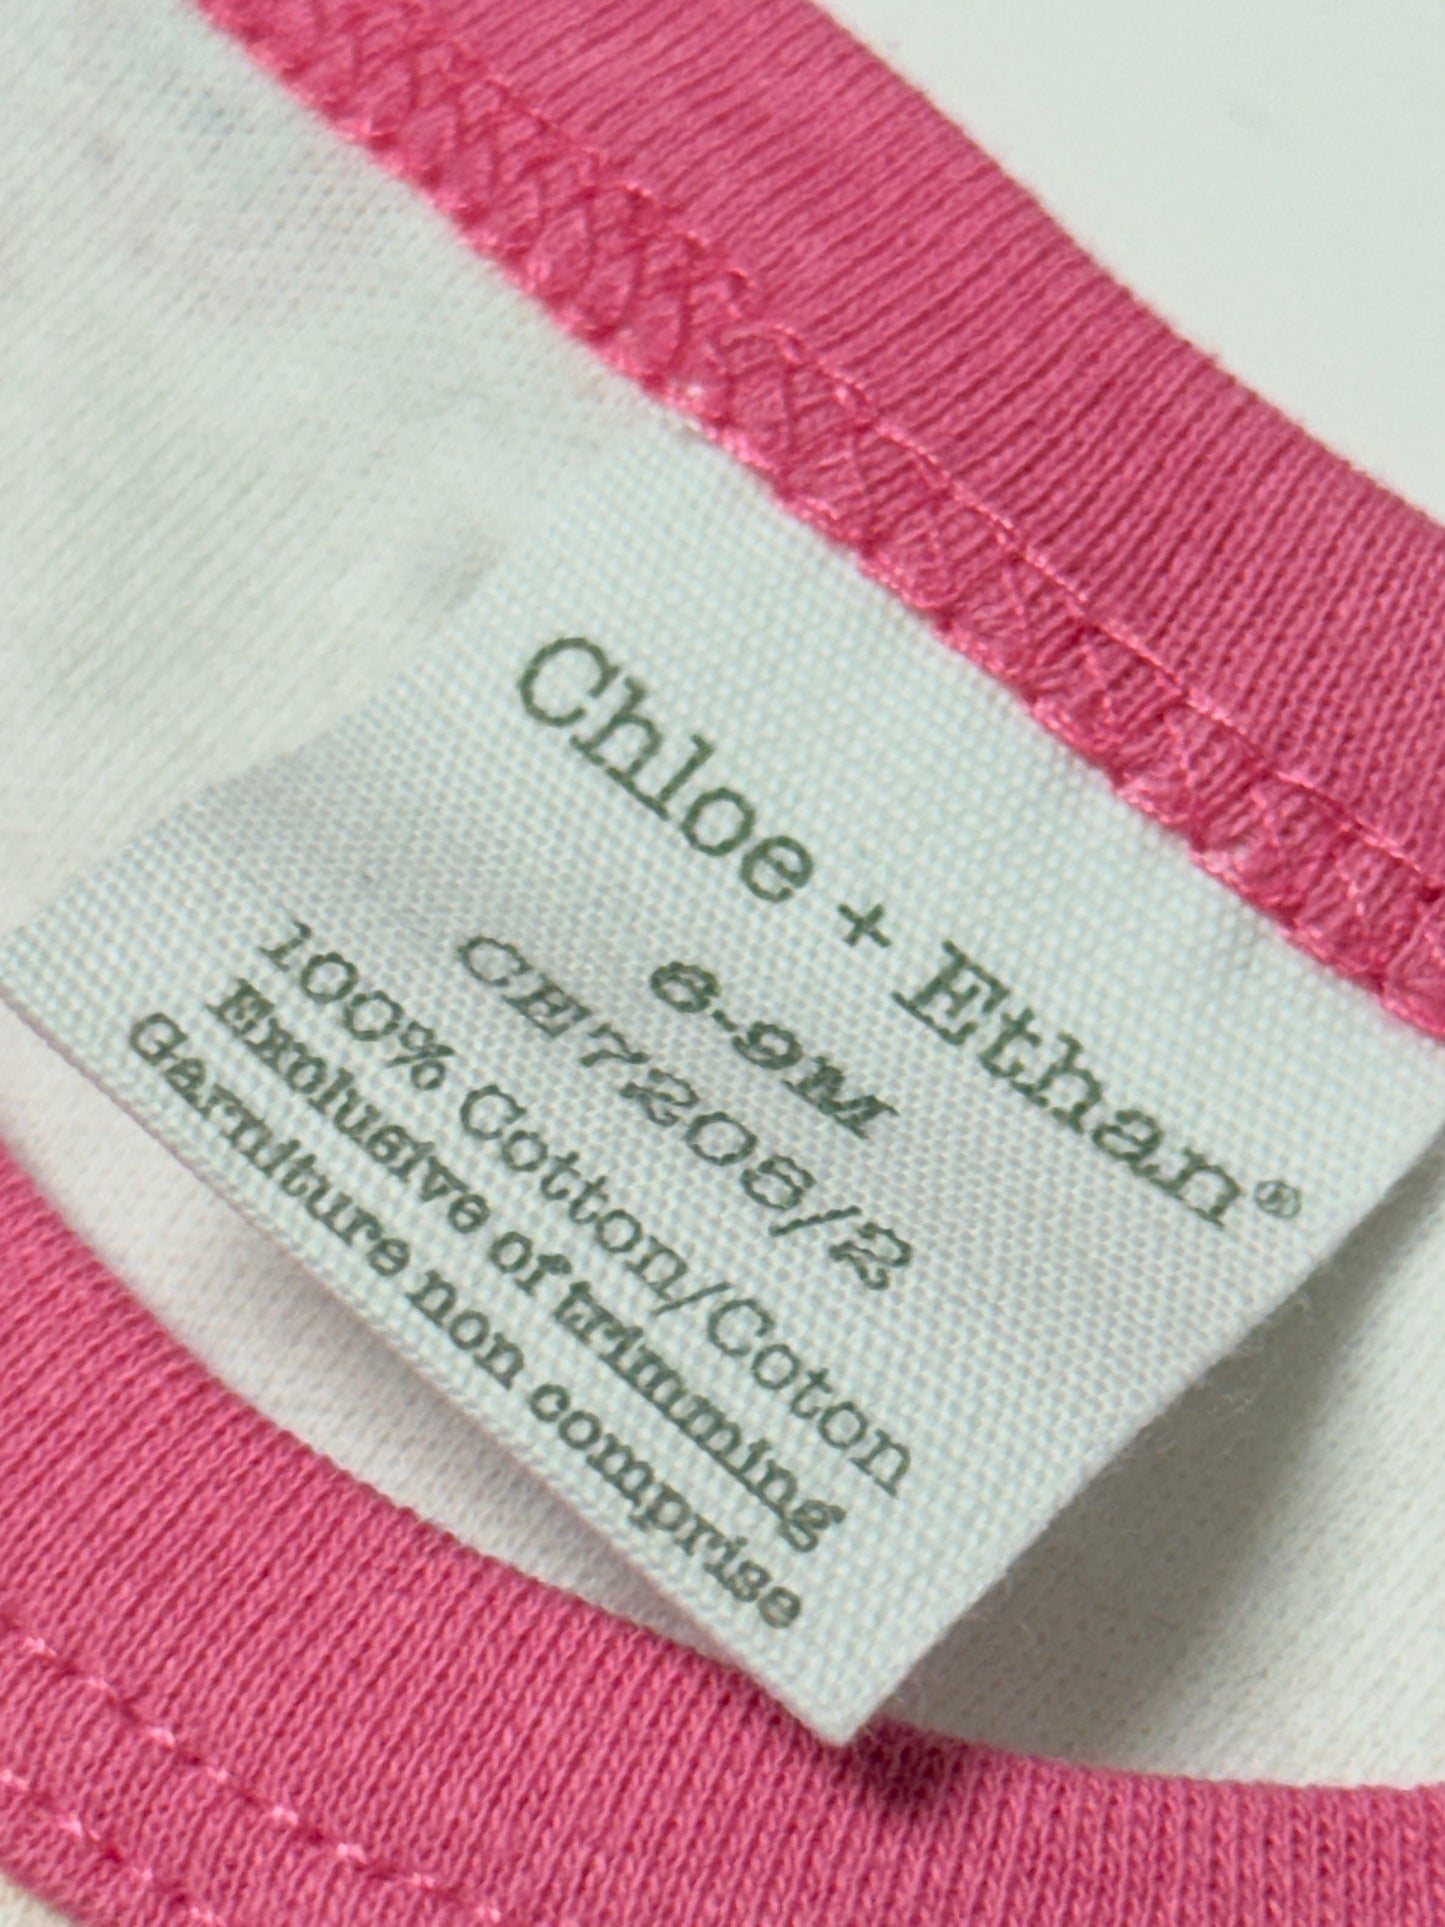 Chloe + Ethan®
6-9M
CE7208/2
100% Cotton/Coton
Exclusive of trimming
Garniture non comprise